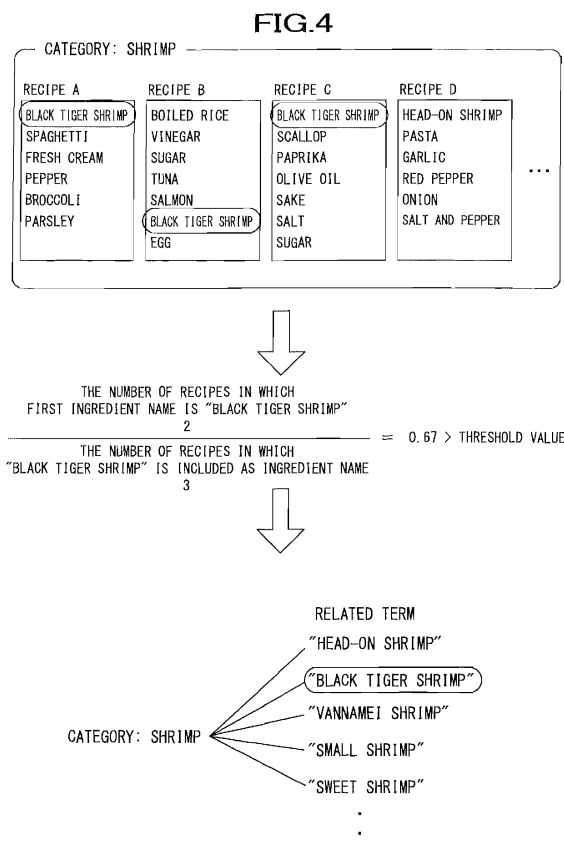 FIG.4
CATEGORY: SHRIMP
RECIPE A
BLACK TIGER SHRIMP
SPAGHETTI
FRESH CREAM
PEPPER
BROCCOLI
PARSLEY
RECIPE B
BOILED RICE
VINEGAR
SUGAR
TUNA
SALMON
BLACK TIGER SHRIMP
EGG
RECIPE C
BLACK TIGER SHRIMP
SCALLOP
PAPRIKA
OLIVE OIL
SAKE
SALT
SUGAR
RECIPE D
HEAD-ON SHRIMP
PASTA
GARLIC
RED PEPPER
ONION
SALT AND PEPPER
...
THE NUMBER OF RECIPES IN WHICH
FIRST INGREDIENT NAME IS "BLACK TIGER SHRIMP"
2
THE NUMBER OF RECIPES IN WHICH
"BLACK TIGER SHRIMP" IS INCLUDED AS INGREDIENT NAME
3
= 0.67 > THRESHOLD VALUE
RELATED TERM
"HEAD-ON SHRIMP"
"BLACK TIGER SHRIMP"
"VANNAMEI SHRIMP"
CATEGORY: SHRIMP
"SMALL SHRIMP"
"SWEET SHRIMP"
.
.